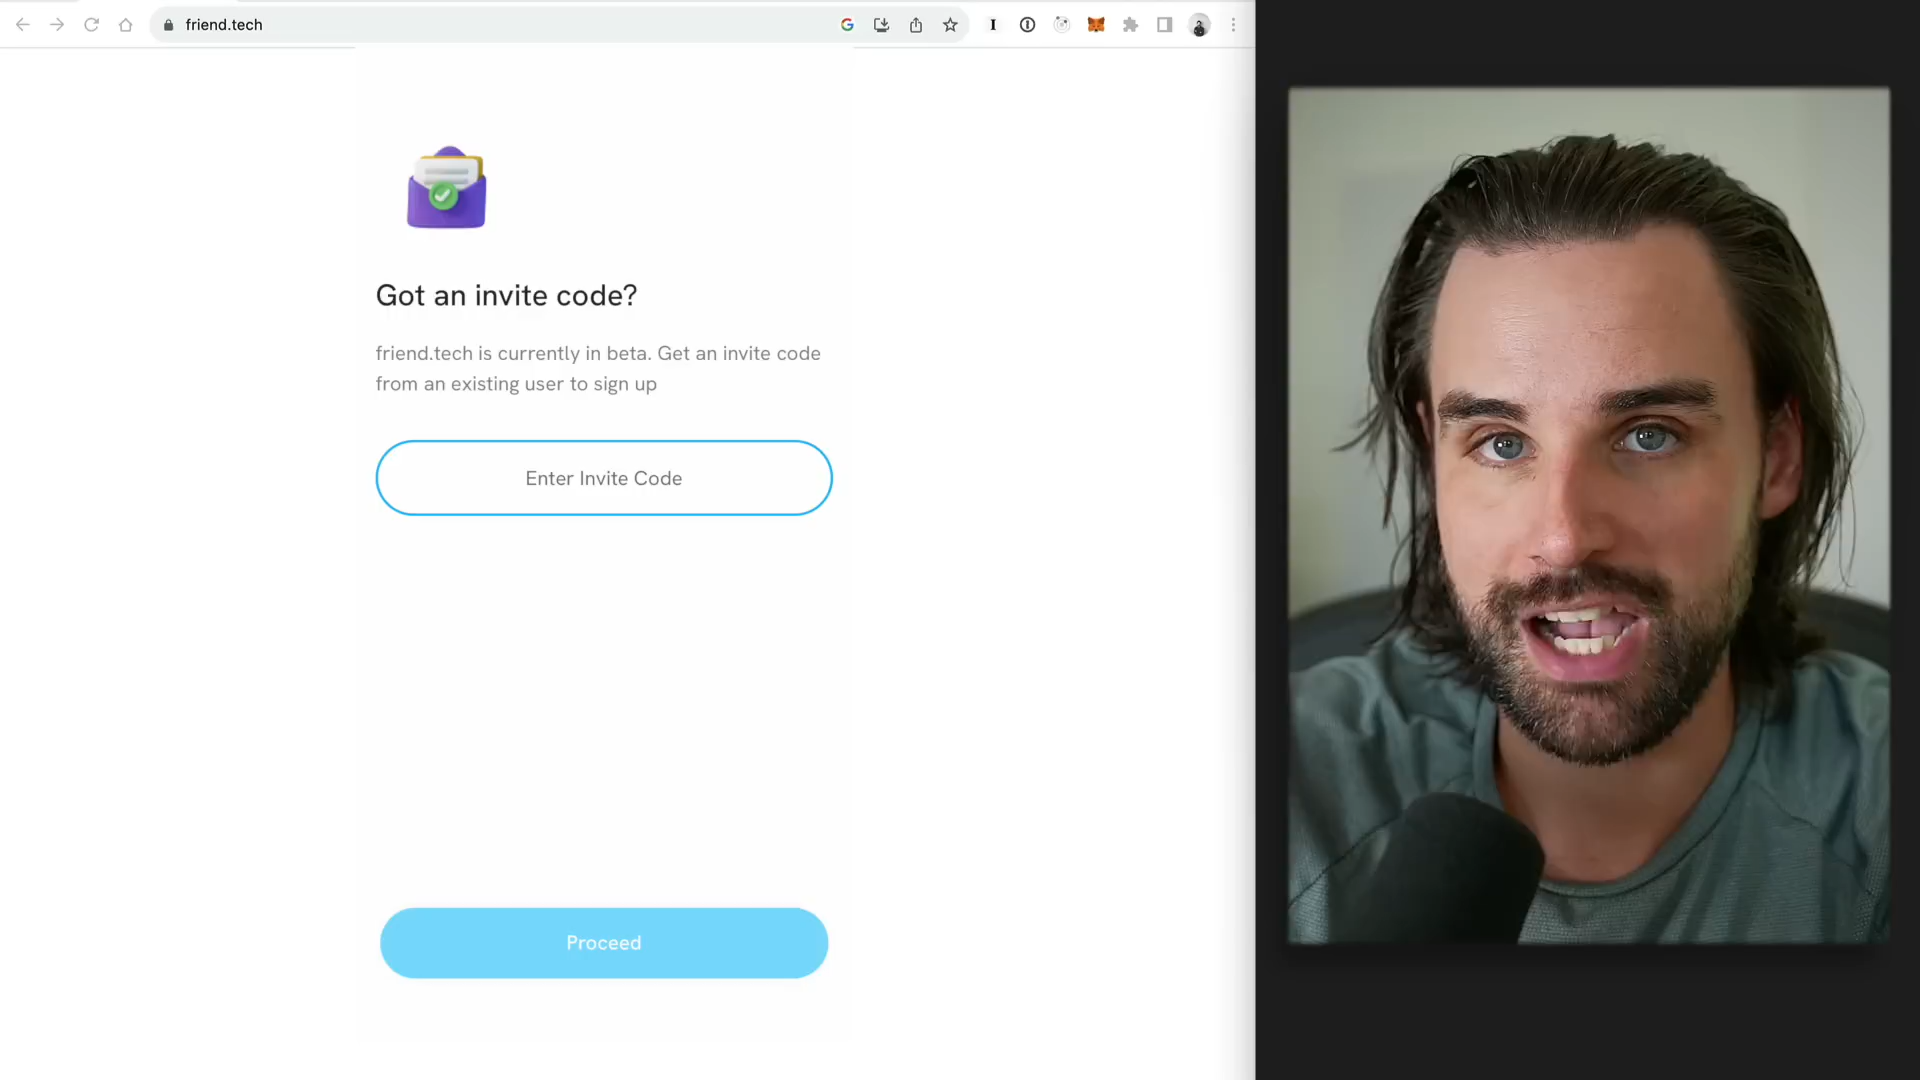 friend.tech
Got an invite code?
friend.tech is currently in beta. Get an invite code
from an existing user to sign up
Enter Invite Code
Proceed